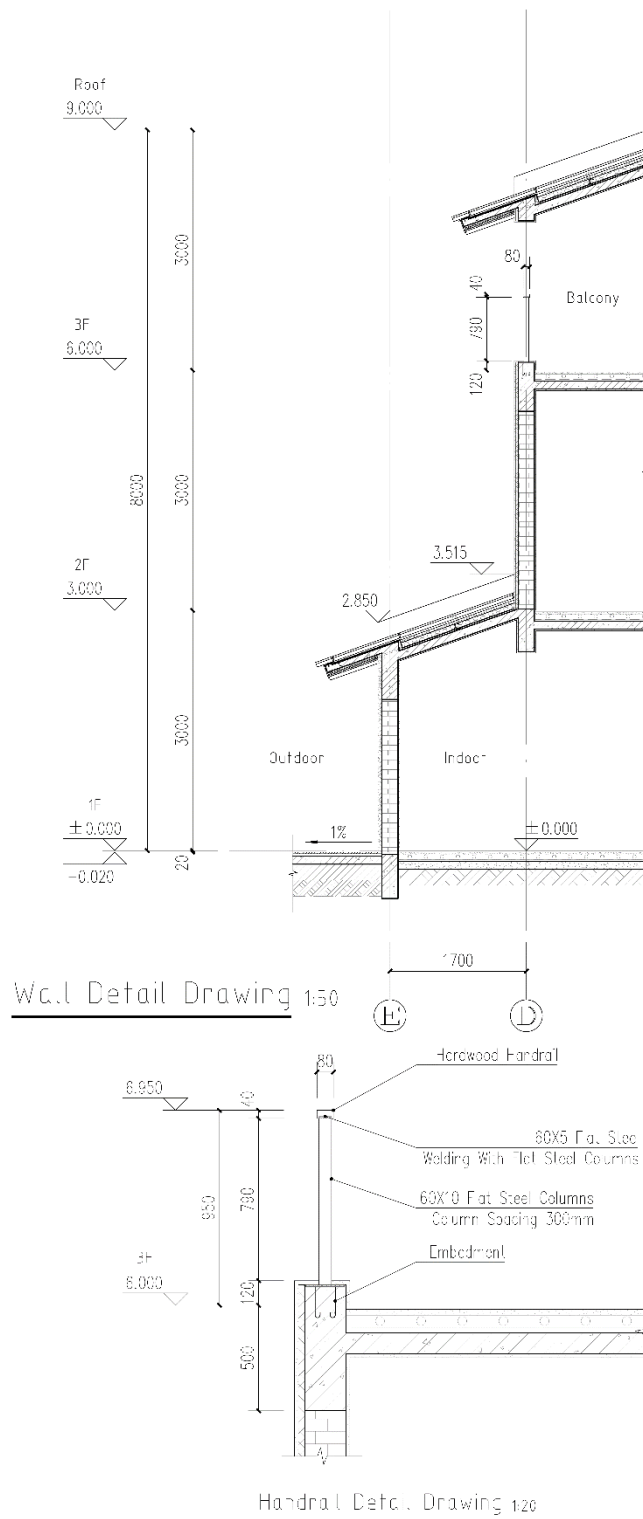 Roof
9.000
3000
80
40
Balcony
790
3F
6.000
120
8000
3000
3.515
2F
3.000
2.850
3000
Outdoor
Indoor
1F
±0.000
1%
±0.000
-0.020
20
1700
Wall Detail Drawing 1:50
E
D
80
Hardwood Handrail
6.950
40
60X5 Flat Steel
Welding With Flat Steel Columns
790
950
60X10 Flat Steel Columns
Column Spacing 300mm
3F
6.000
Embedment
120
500
Handrail Detail Drawing 1:20